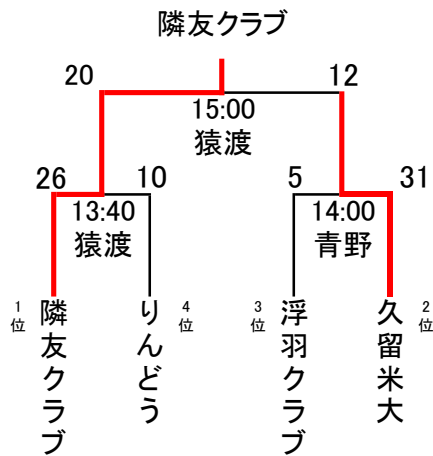 隣友クラブ
20
12
15:00
猿渡
26
10
5
31
13:40
猿渡
14:00
青野
1位
隣友クラブ
りんどう
4位
3位
浮羽クラブ
久留米大
2位